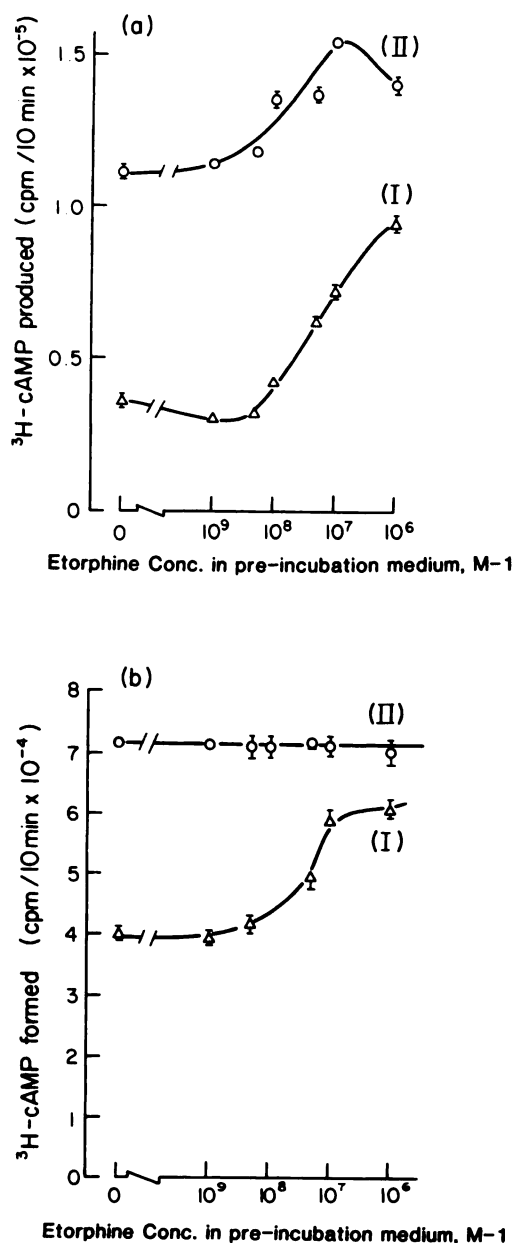 (a)
1.5
1.0
0.5
0
³H-cAMP produced (cpm/10 min x10⁻⁵)
(II)
(I)
0 10⁹ 10⁸ 10⁷ 10⁶
Etorphine Conc. in pre-incubation medium, M-1
(b)
8
7
6
5
4
3
2
1
0
³H-cAMP formed (cpm/10min x 10⁻⁴)
(II)
(I)
0 10⁹ 10⁸ 10⁷ 10⁶
Etorphine Conc. in pre-incubation medium, M-1